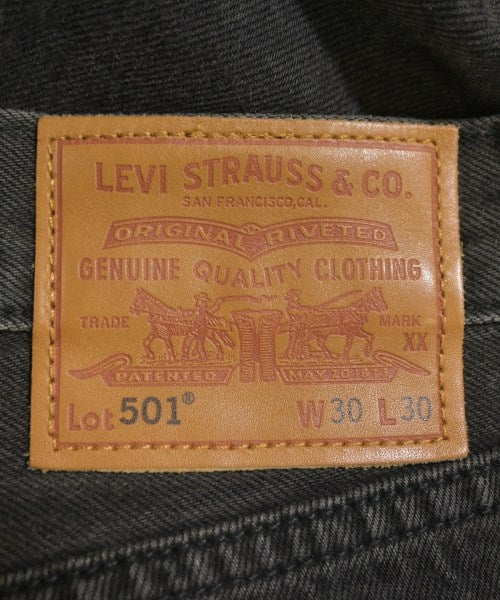 LEVI STRAUSS & CO.
SAN FRANCISCO, CAL.
ORIGINAL RIVETED
GENUINE QUALITY CLOTHING
TRADE MARK
XX
PATENTED MAY 20 1873
Lot 501® W30 L30